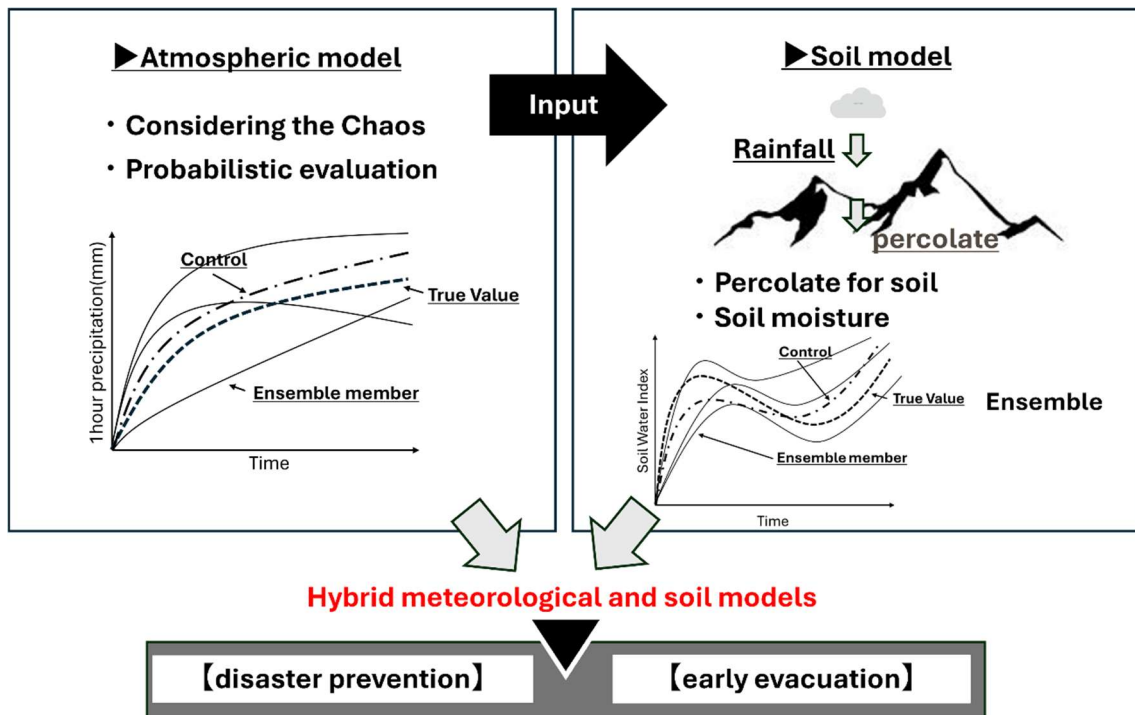 ▶Atmospheric model
・Considering the Chaos
・Probabilistic evaluation
1hour precipitation(mm)
Control
True Value
Ensemble member
Time
Input
▶Soil model
Rainfall
percolate
・Percolate for soil
・Soil moisture
Soil Water Index
Control
True Value
Ensemble member
Time
Ensemble
Hybrid meteorological and soil models
【disaster prevention】
【early evacuation】